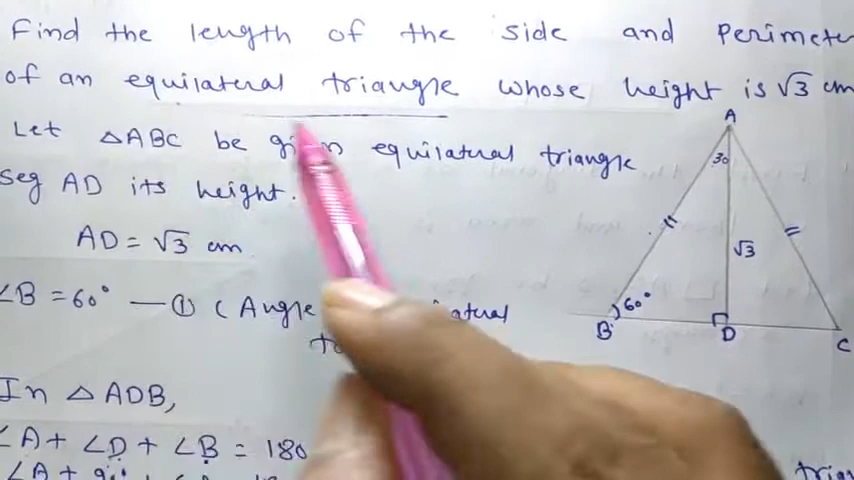 Find the length of the side and perimeter
of an equilateral triangle whose height is √3 cm
Let △ABC be given equilateral triangle
seg AD its height.
AD = √3 cm
∠B = 60° — ① (Angle
In △ADB,
∠A + ∠D + ∠B = 180
∠A +
A
30
√3
60°
B
D
C